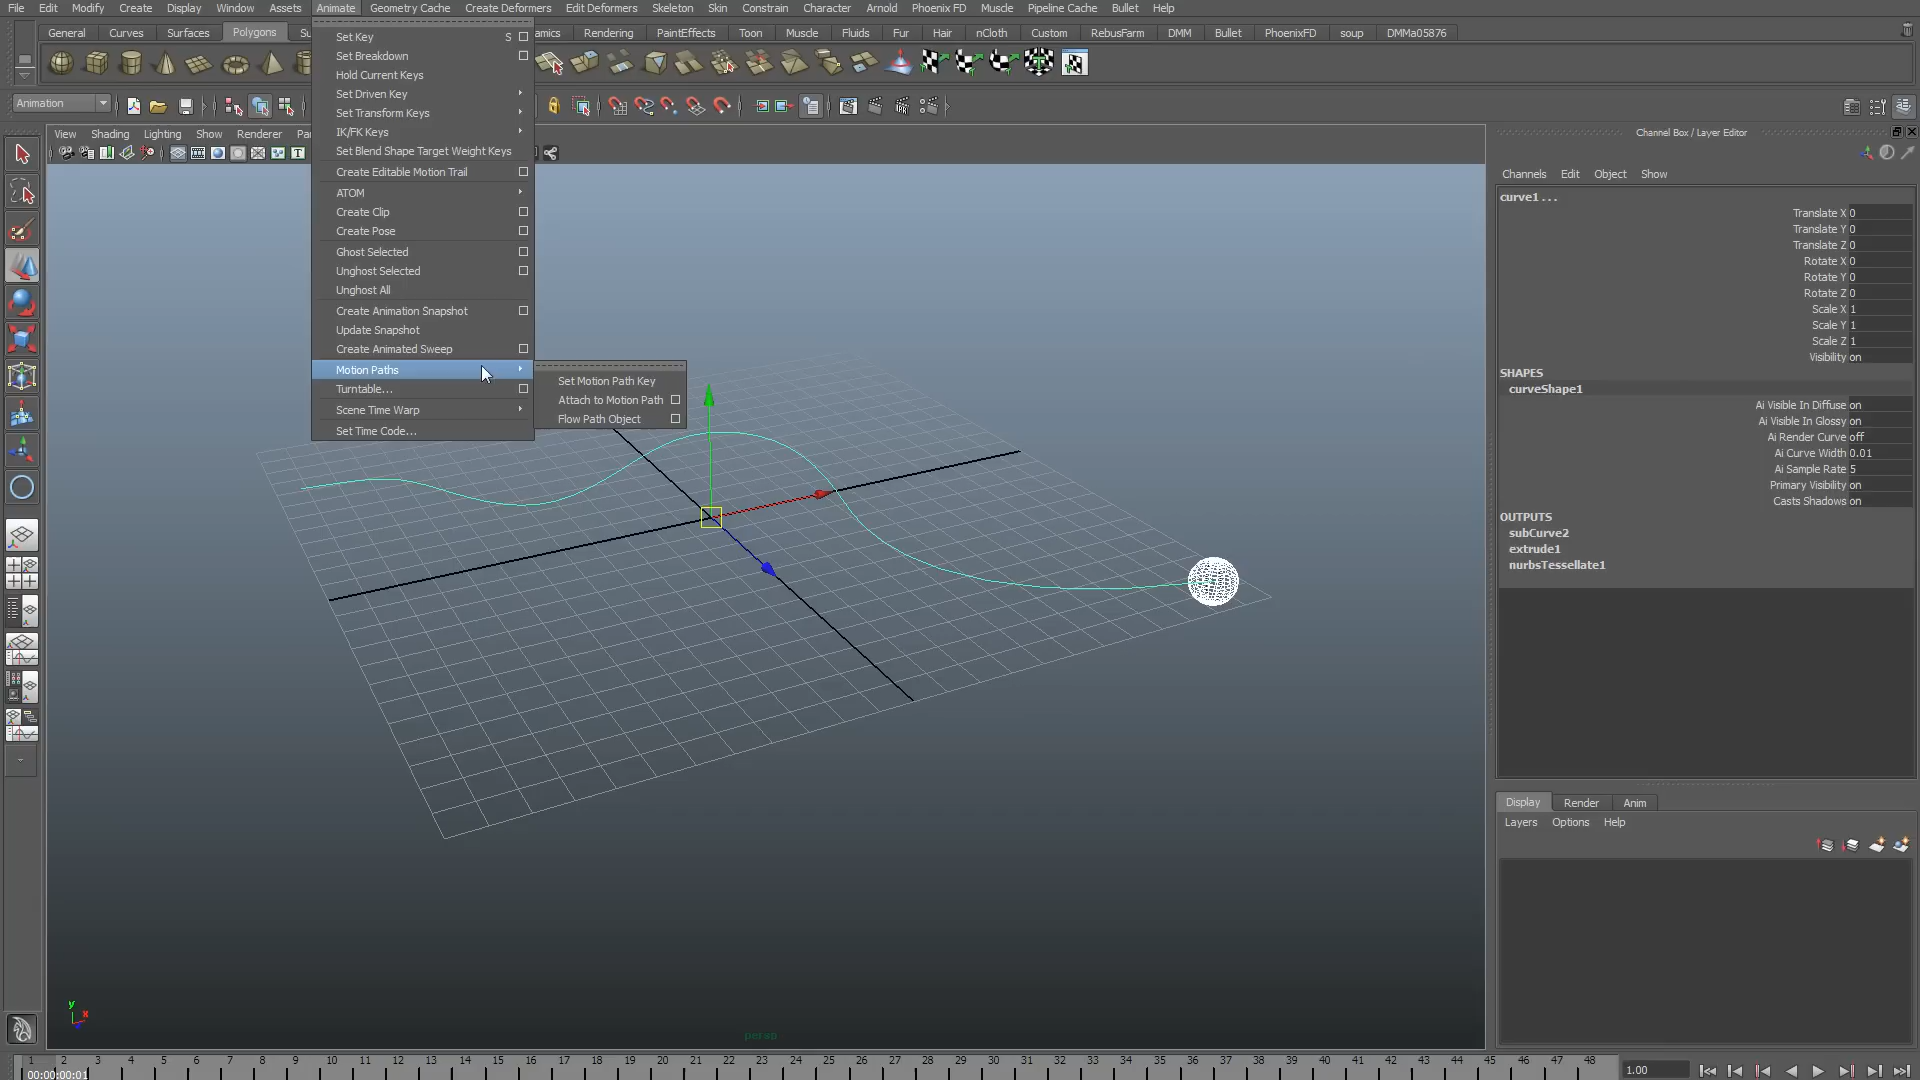 File Edit Modify Create Display Window Assets Animate Geometry Cache Create Deformers Edit Deformers Skeleton Skin Constrain Character Arnold Phoenix FD Muscle Pipeline Cache Bullet Help
General Curves Surfaces Polygons Su amics Rendering PaintEffects Toon Muscle Fluids Fur Hair nCloth Custom RebusFarm DMM Bullet PhoenixFD soup DMMa05876
Animation
View Shading Lighting Show Renderer Pan
Set Key S
Set Breakdown
Hold Current Keys
Set Driven Key
Set Transform Keys
IK/FK Keys
Set Blend Shape Target Weight Keys
Create Editable Motion Trail
ATOM
Create Clip
Create Pose
Ghost Selected
Unghost Selected
Unghost All
Create Animation Snapshot
Update Snapshot
Create Animated Sweep
Motion Paths
Turntable...
Scene Time Warp
Set Time Code...
Set Motion Path Key
Attach to Motion Path
Flow Path Object
y
x
persp
Channel Box / Layer Editor
Channels Edit Object Show
curve1 ...
Translate X 0
Translate Y 0
Translate Z 0
Rotate X 0
Rotate Y 0
Rotate Z 0
Scale X 1
Scale Y 1
Scale Z 1
Visibility on
SHAPES
curveShape1
Ai Visible In Diffuse on
Ai Visible In Glossy on
Ai Render Curve off
Ai Curve Width 0.01
Ai Sample Rate 5
Primary Visibility on
Casts Shadows on
OUTPUTS
subCurve2
extrude1
nurbsTessellate1
Display Render Anim
Layers Options Help
1 2 3 4 5 6 7 8 9 10 11 12 13 14 15 16 17 18 19 20 21 22 23 24 25 26 27 28 29 30 31 32 33 34 35 36 37 38 39 40 41 42 43 44 45 46 47 48
00:00:00:01
1.00